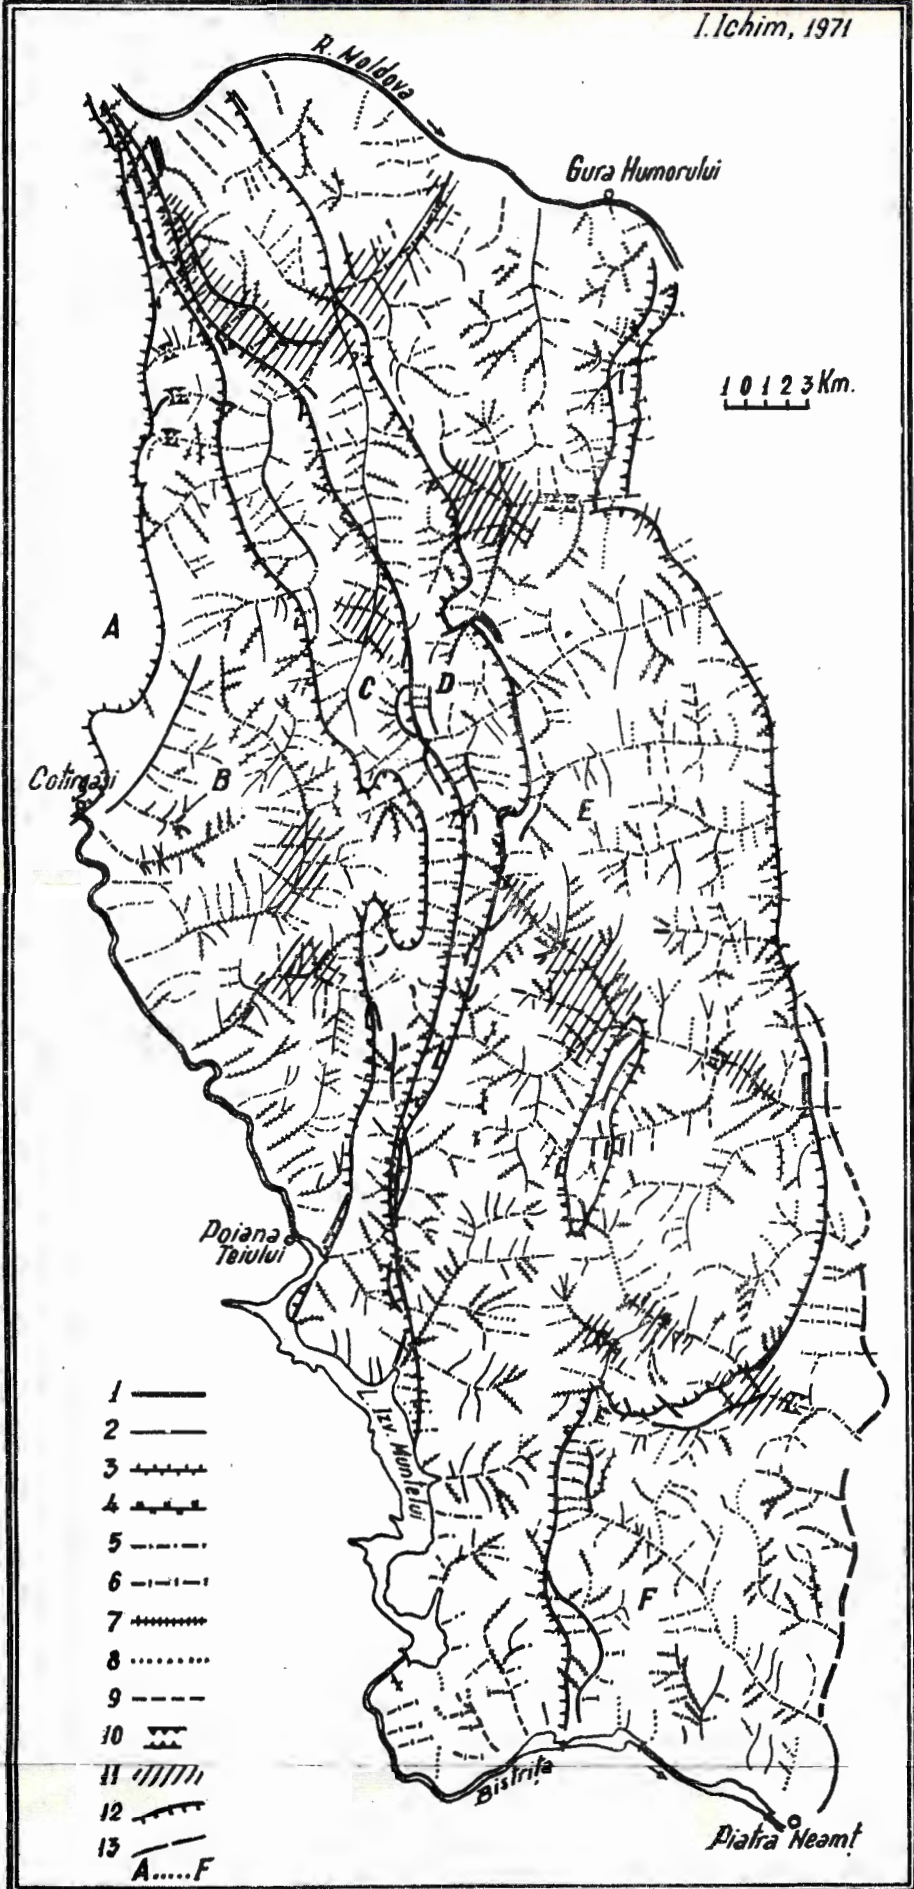 I. Ichim, 1971
R. Moldova
Gura Humorului
1 0 1 2 3 Km.
A
C
D
Cotirgași
B
E
Poiana
Teiului
L. Izv. Muntelui
F
Bistrița
Piatra Neamț
1
2
3
4
5
6
7
8
9
10
11
12
13
A.....F